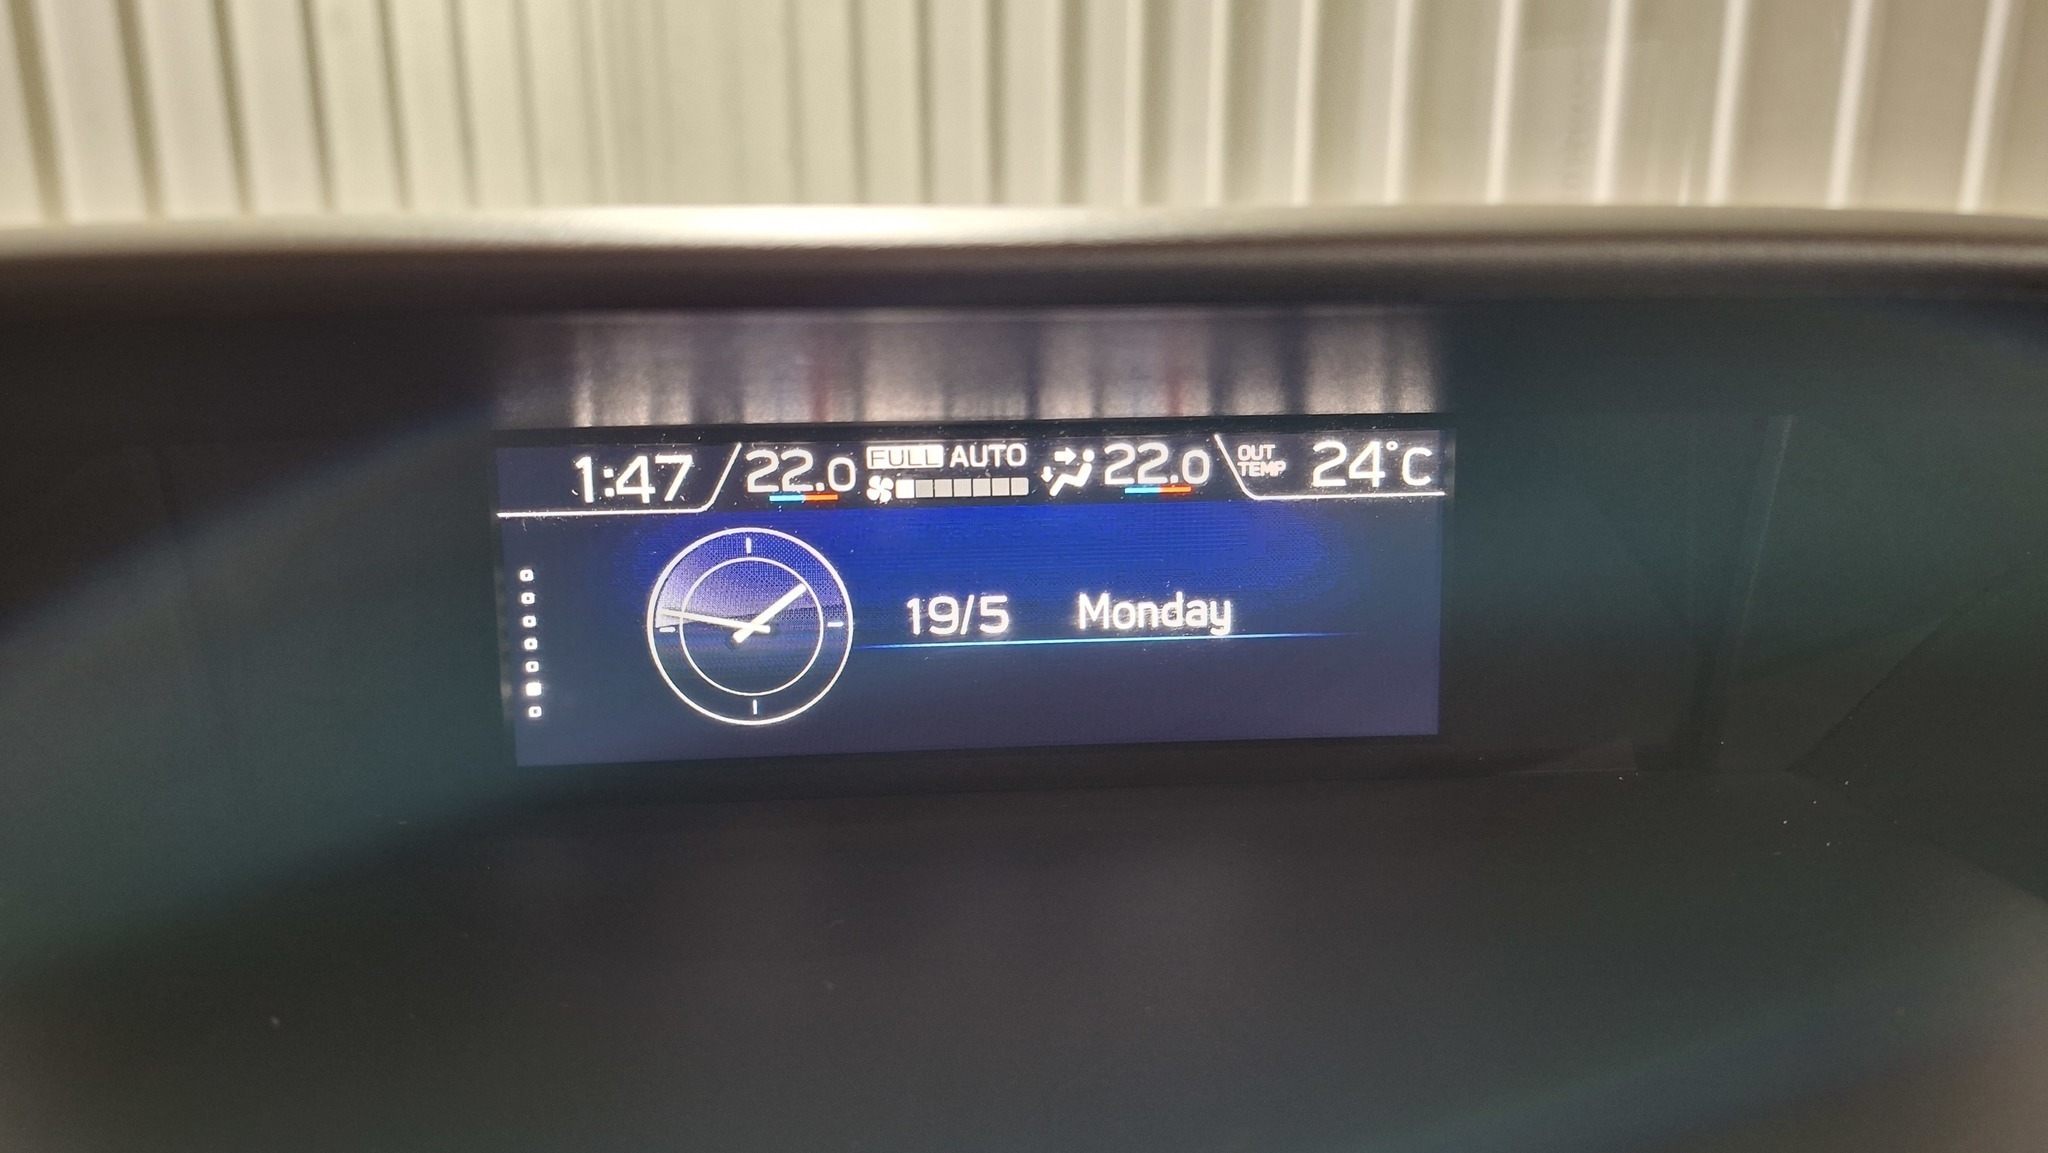 1:47 22.0 FULL AUTO 22.0 OUT TEMP 24°C
19/5 Monday